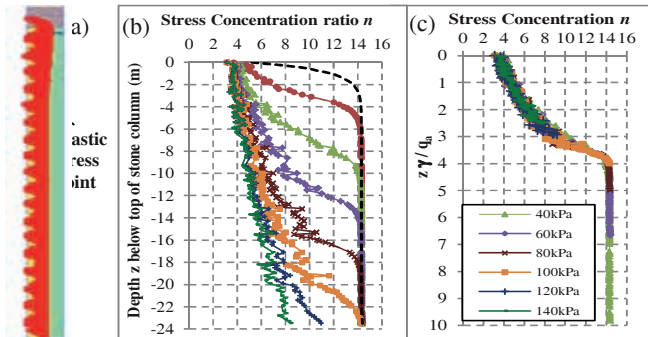 a)
astic
ress
oint
(b)
Stress Concentration ratio n
0 2 4 6 8 10 12 14 16
Depth z below top of stone column (m)
0
-2
-4
-6
-8
-10
-12
-14
-16
-18
-20
-22
-24
(c)
Stress Concentration n
0 2 4 6 8 10 12 14 16
z γ/qa
0
1
2
3
4
5
6
7
8
9
10
40kPa
60kPa
80kPa
100kPa
120kPa
140kPa